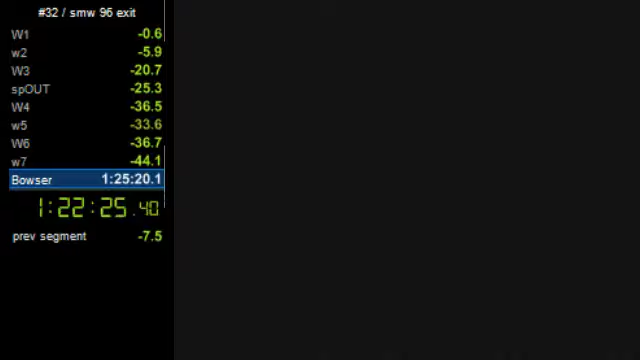 #32 / smw 96 exit
W1 -0.6
w2 -5.9
W3 -20.7
spOUT -25.3
W4 -36.5
w5 -33.6
W6 -36.7
w7 -44.1
Bowser 1:25:20.1
1:22:25.40
prev segment -7.5